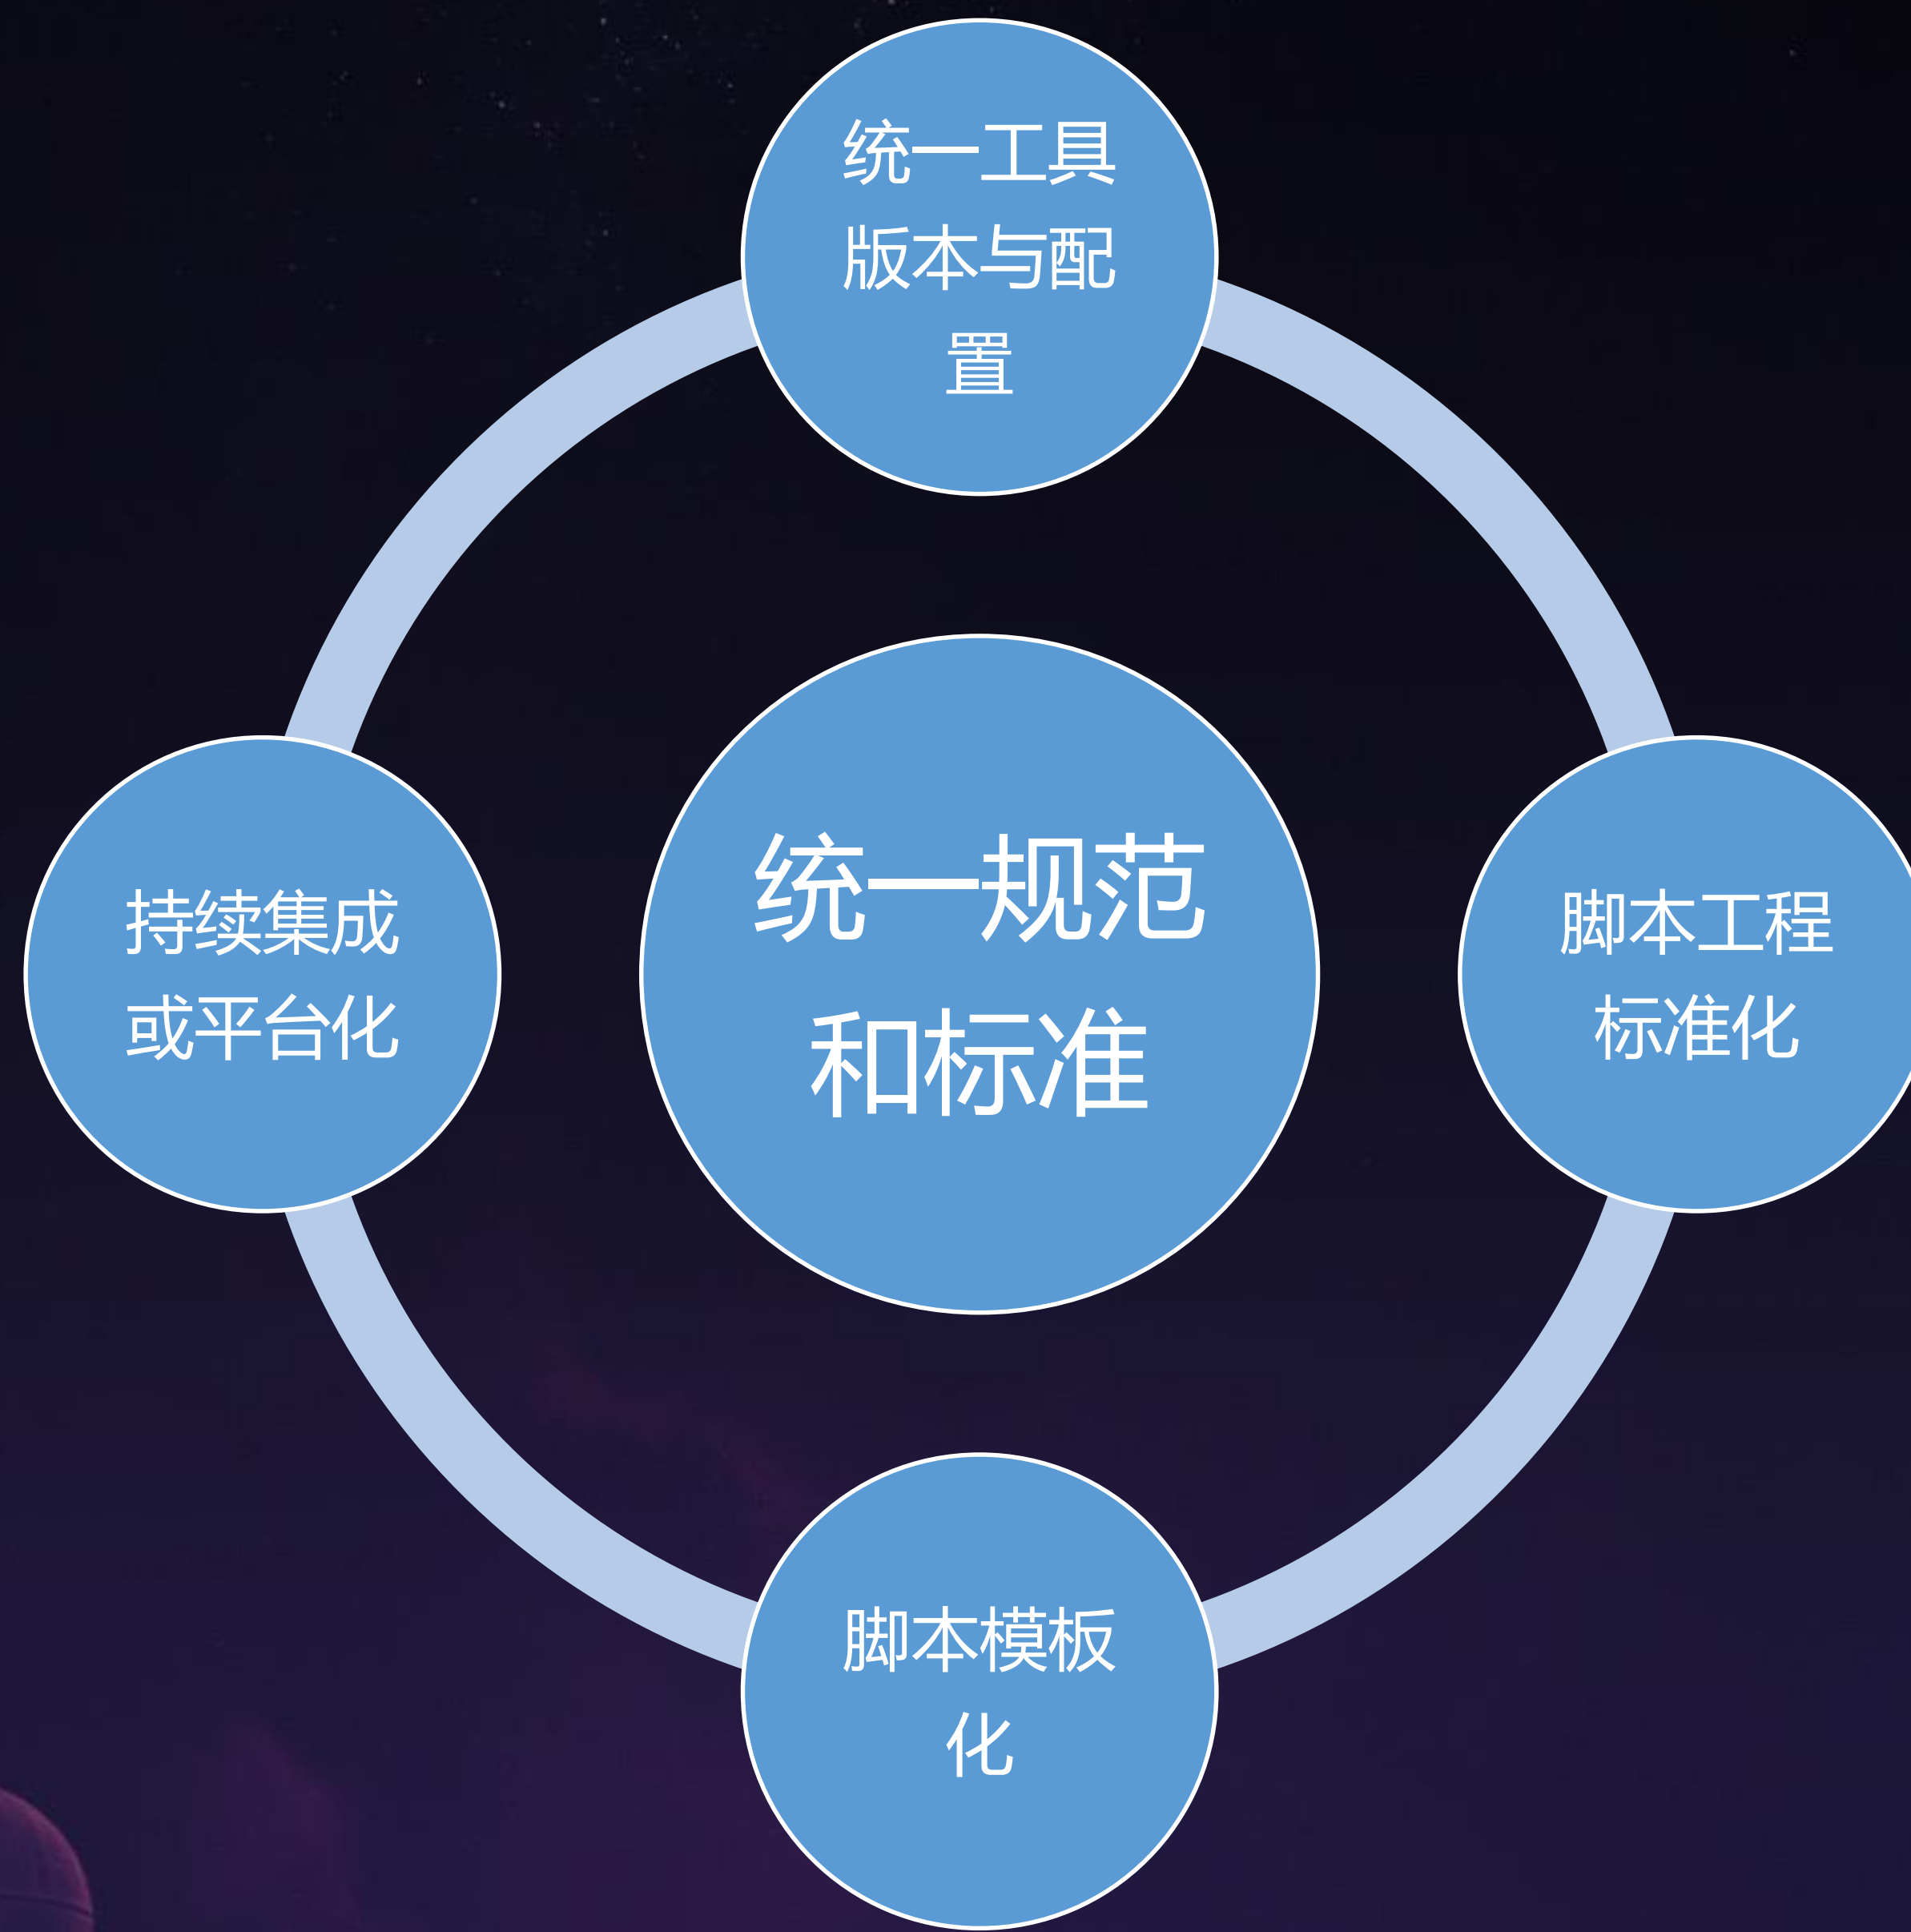 统一工具
版本与配
置
统一规范
和标准
持续集成
或平台化
脚本工程
标准化
脚本模板
化